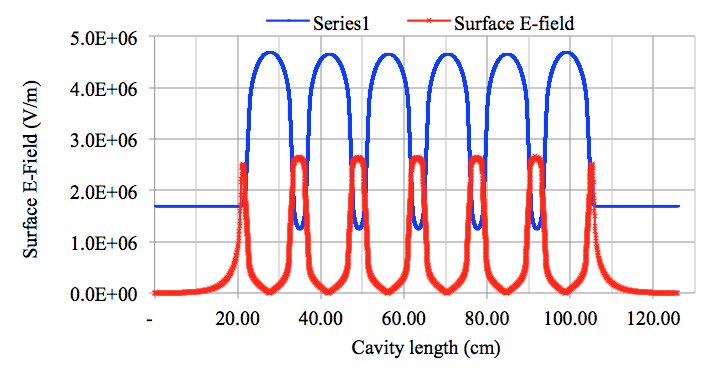 Series1 Surface E-field
5.0E+06
4.0E+06
3.0E+06
2.0E+06
1.0E+06
0.0E+00
Surface E-Field (V/m)
- 20.00 40.00 60.00 80.00 100.00 120.00
Cavity length (cm)